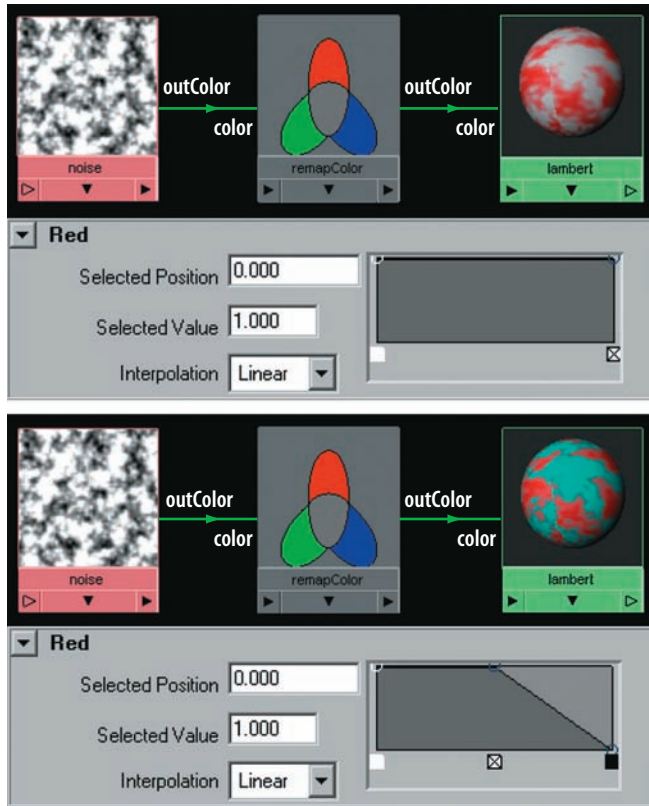 outColor
outColor
color
color
noise
remapColor
lambert
Red
Selected Position 0.000
Selected Value 1.000
Interpolation Linear
outColor
outColor
color
color
noise
remapColor
lambert
Red
Selected Position 0.000
Selected Value 1.000
Interpolation Linear